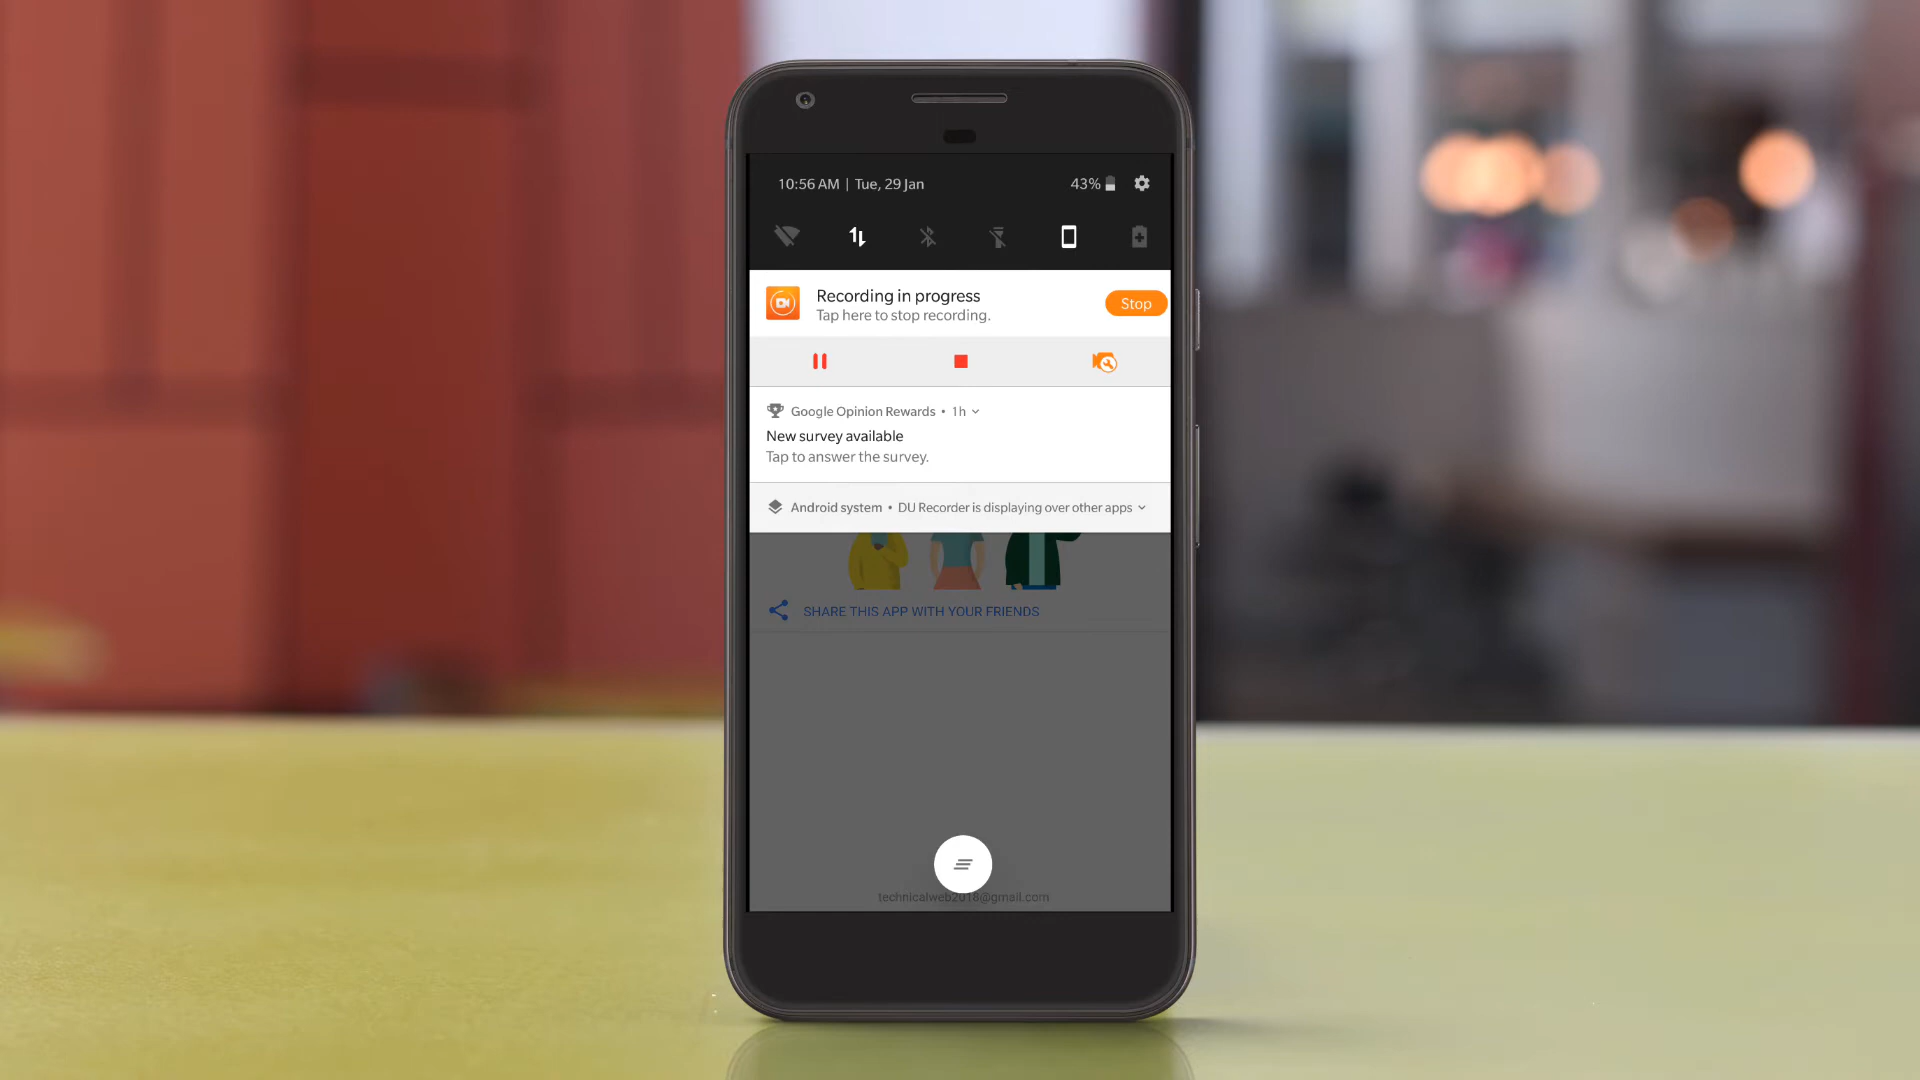 10:56 AM | Tue, 29 Jan
43%
Recording in progress
Tap here to stop recording.
Stop
Google Opinion Rewards • 1h
New survey available
Tap to answer the survey.
Android system • DU Recorder is displaying over other apps
SHARE THIS APP WITH YOUR FRIENDS
technicalweb2018@gmail.com